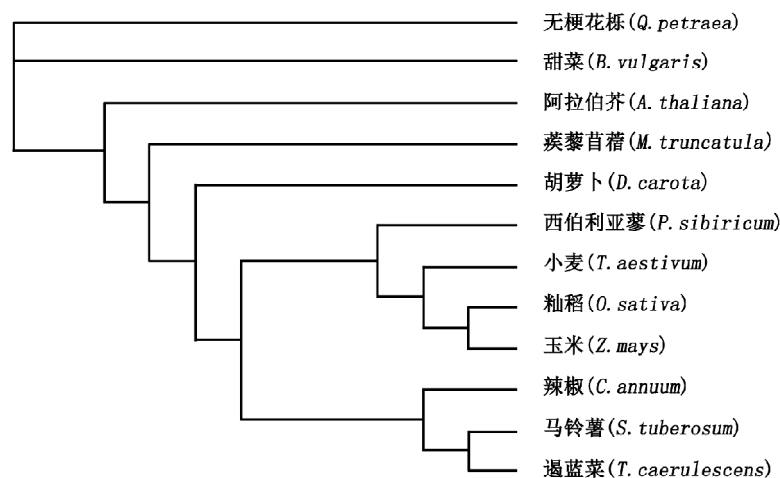 无梗花栎(Q.petraea)
甜菜(B.vulgaris)
阿拉伯芥(A.thaliana)
蒺藜苜蓿(M.truncatula)
胡萝卜(D.carota)
西伯利亚蓼(P.sibiricum)
小麦(T.aestivum)
籼稻(O.sativa)
玉米(Z.mays)
辣椒(C.annuum)
马铃薯(S.tuberosum)
遏蓝菜(T.caerulescens)